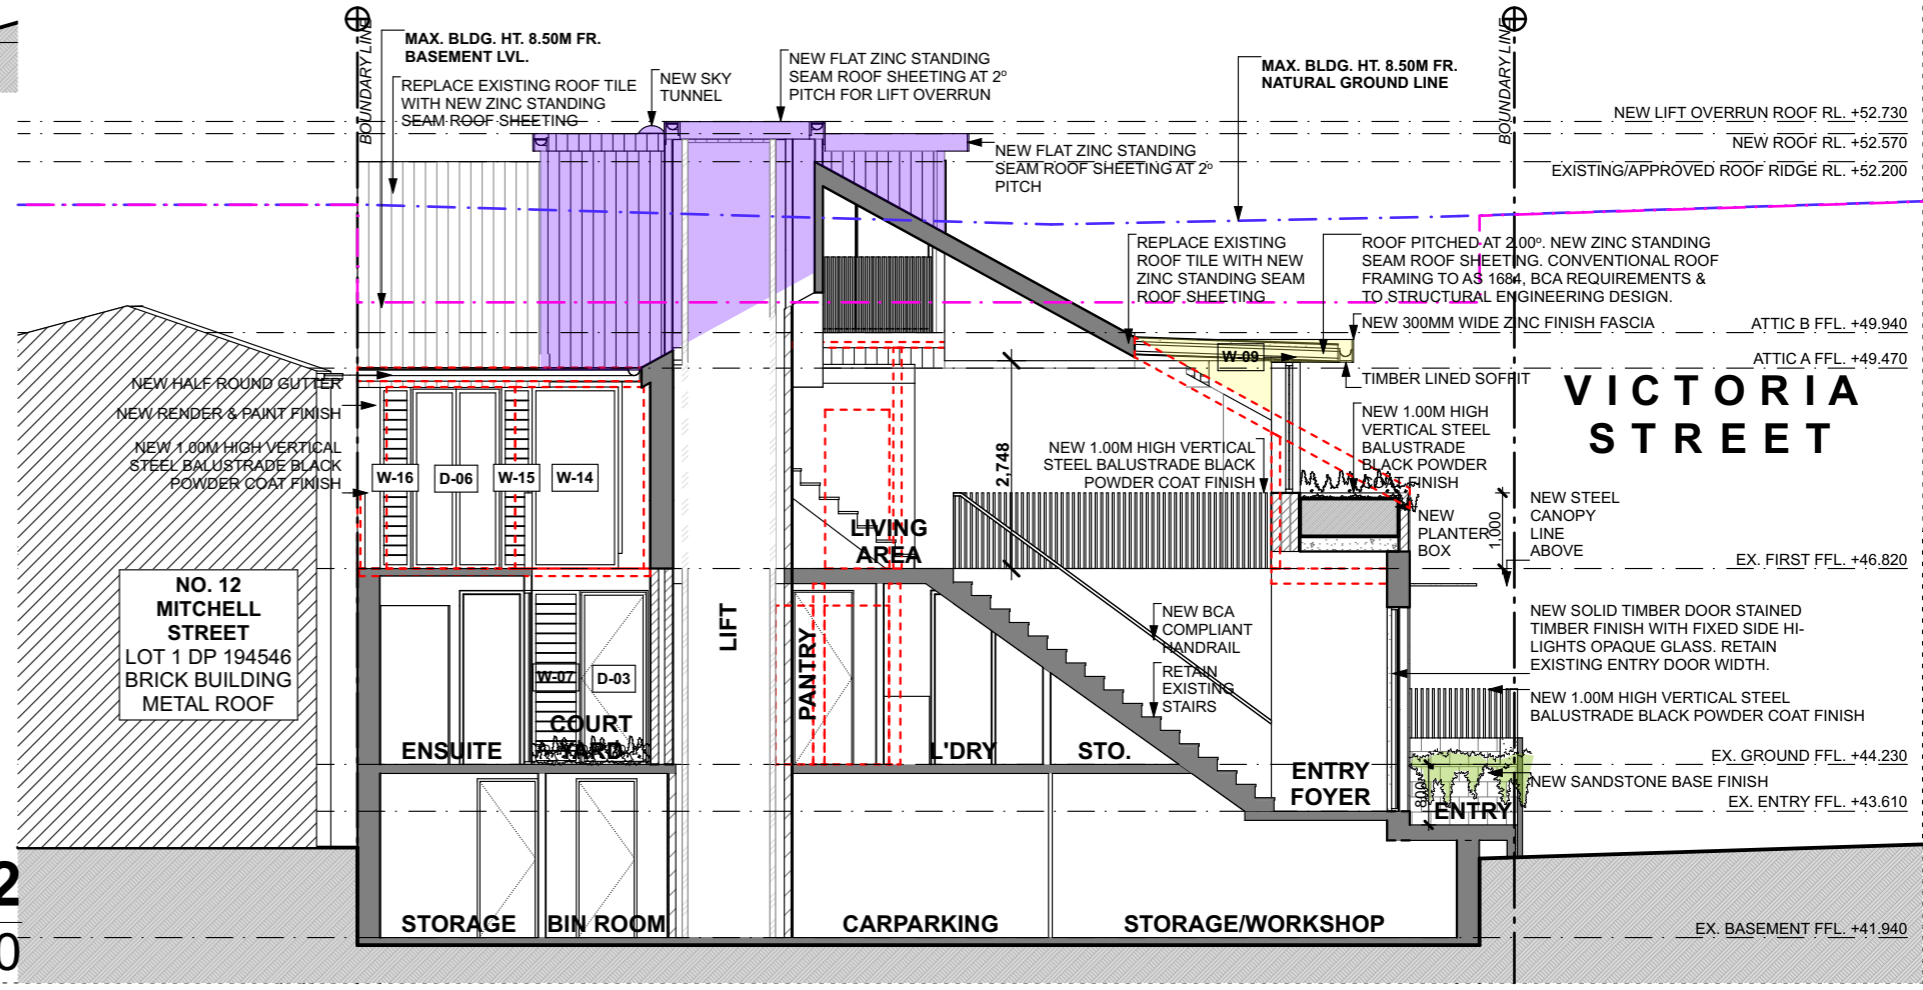 BOUNDARY LINE
MAX. BLDG. HT. 8.50M FR.
BASEMENT LVL.
REPLACE EXISTING ROOF TILE
WITH NEW ZINC STANDING
SEAM ROOF SHEETING
NEW SKY
TUNNEL
NEW FLAT ZINC STANDING
SEAM ROOF SHEETING AT 2º
PITCH FOR LIFT OVERRUN
NEW FLAT ZINC STANDING
SEAM ROOF SHEETING AT 2º
PITCH
MAX. BLDG. HT. 8.50M FR.
NATURAL GROUND LINE
BOUNDARY LINE
NEW LIFT OVERRUN ROOF RL. +52.730
NEW ROOF RL. +52.570
EXISTING/APPROVED ROOF RIDGE RL. +52.200
REPLACE EXISTING
ROOF TILE WITH NEW
ZINC STANDING SEAM
ROOF SHEETING
ROOF PITCHED AT 2.00º. NEW ZINC STANDING
SEAM ROOF SHEETING. CONVENTIONAL ROOF
FRAMING TO AS 1684, BCA REQUIREMENTS &
TO STRUCTURAL ENGINEERING DESIGN.
NEW 300MM WIDE ZINC FINISH FASCIA
ATTIC B FFL. +49.940
ATTIC A FFL. +49.470
W-09
TIMBER LINED SOFFIT
VICTORIA
STREET
NEW HALF ROUND GUTTER
NEW RENDER & PAINT FINISH
NEW 1.00M HIGH VERTICAL
STEEL BALUSTRADE BLACK
POWDER COAT FINISH
W-16
D-06
W-15
W-14
LIVING
AREA
2,748
NEW 1.00M HIGH VERTICAL
STEEL BALUSTRADE BLACK
POWDER COAT FINISH
NEW 1.00M HIGH
VERTICAL STEEL
BALUSTRADE
BLACK POWDER
COAT FINISH
NEW
PLANTER
BOX
1,000
NEW STEEL
CANOPY
LINE
ABOVE
EX. FIRST FFL. +46.820
NO. 12
MITCHELL
STREET
LOT 1 DP 194546
BRICK BUILDING
METAL ROOF
W-07
D-03
COURT
YARD
ENSUITE
LIFT
PANTRY
L'DRY
STO.
NEW BCA
COMPLIANT
HANDRAIL
RETAIN
EXISTING
STAIRS
ENTRY
FOYER
NEW SOLID TIMBER DOOR STAINED
TIMBER FINISH WITH FIXED SIDE HI-
LIGHTS OPAQUE GLASS. RETAIN
EXISTING ENTRY DOOR WIDTH.
NEW 1.00M HIGH VERTICAL STEEL
BALUSTRADE BLACK POWDER COAT FINISH
EX. GROUND FFL. +44.230
NEW SANDSTONE BASE FINISH
EX. ENTRY FFL. +43.610
800
ENTRY
2
0
STORAGE
BIN ROOM
CARPARKING
STORAGE/WORKSHOP
EX. BASEMENT FFL. +41.940